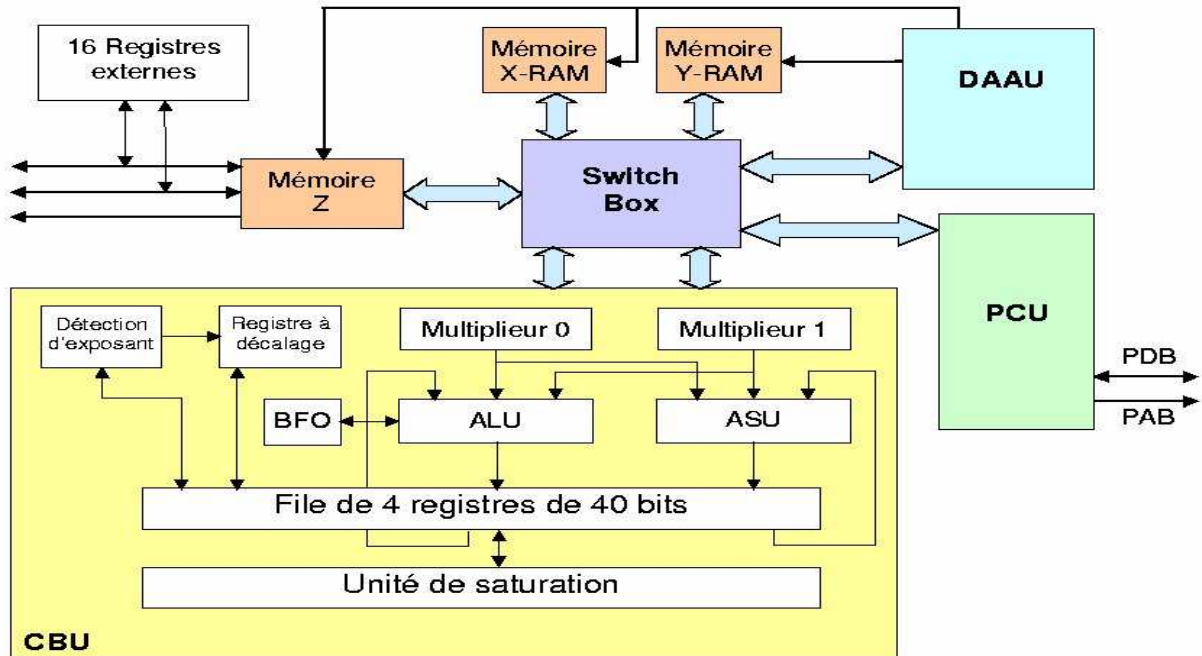 16 Registres
externes
Mémoire
X-RAM
Mémoire
Y-RAM
DAAU
Mémoire
Z
Switch
Box
PCU
PDB
PAB
Détection
d'exposant
Registre à
décalage
Multiplieur 0
Multiplieur 1
BFO
ALU
ASU
File de 4 registres de 40 bits
Unité de saturation
CBU